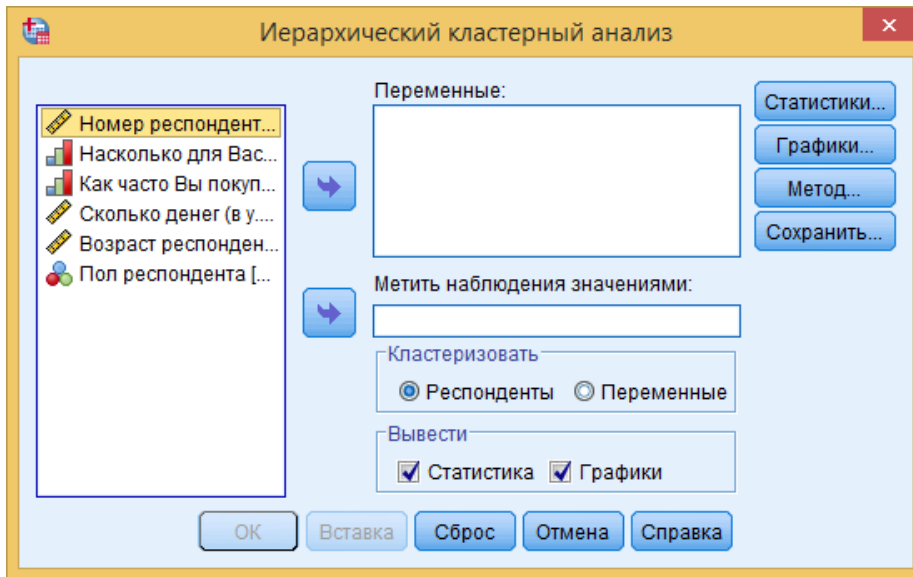 Иерархический кластерный анализ
Номер респондент...
Насколько для Вас...
Как часто Вы покуп...
Сколько денег (в у....
Возраст респонден...
Пол респондента [...
Переменные:
Метить наблюдения значениями:
Кластеризовать
Респонденты Переменные
Вывести
Статистика Графики
Статистики...
Графики...
Метод...
Сохранить...
ОК Вставка Сброс Отмена Справка